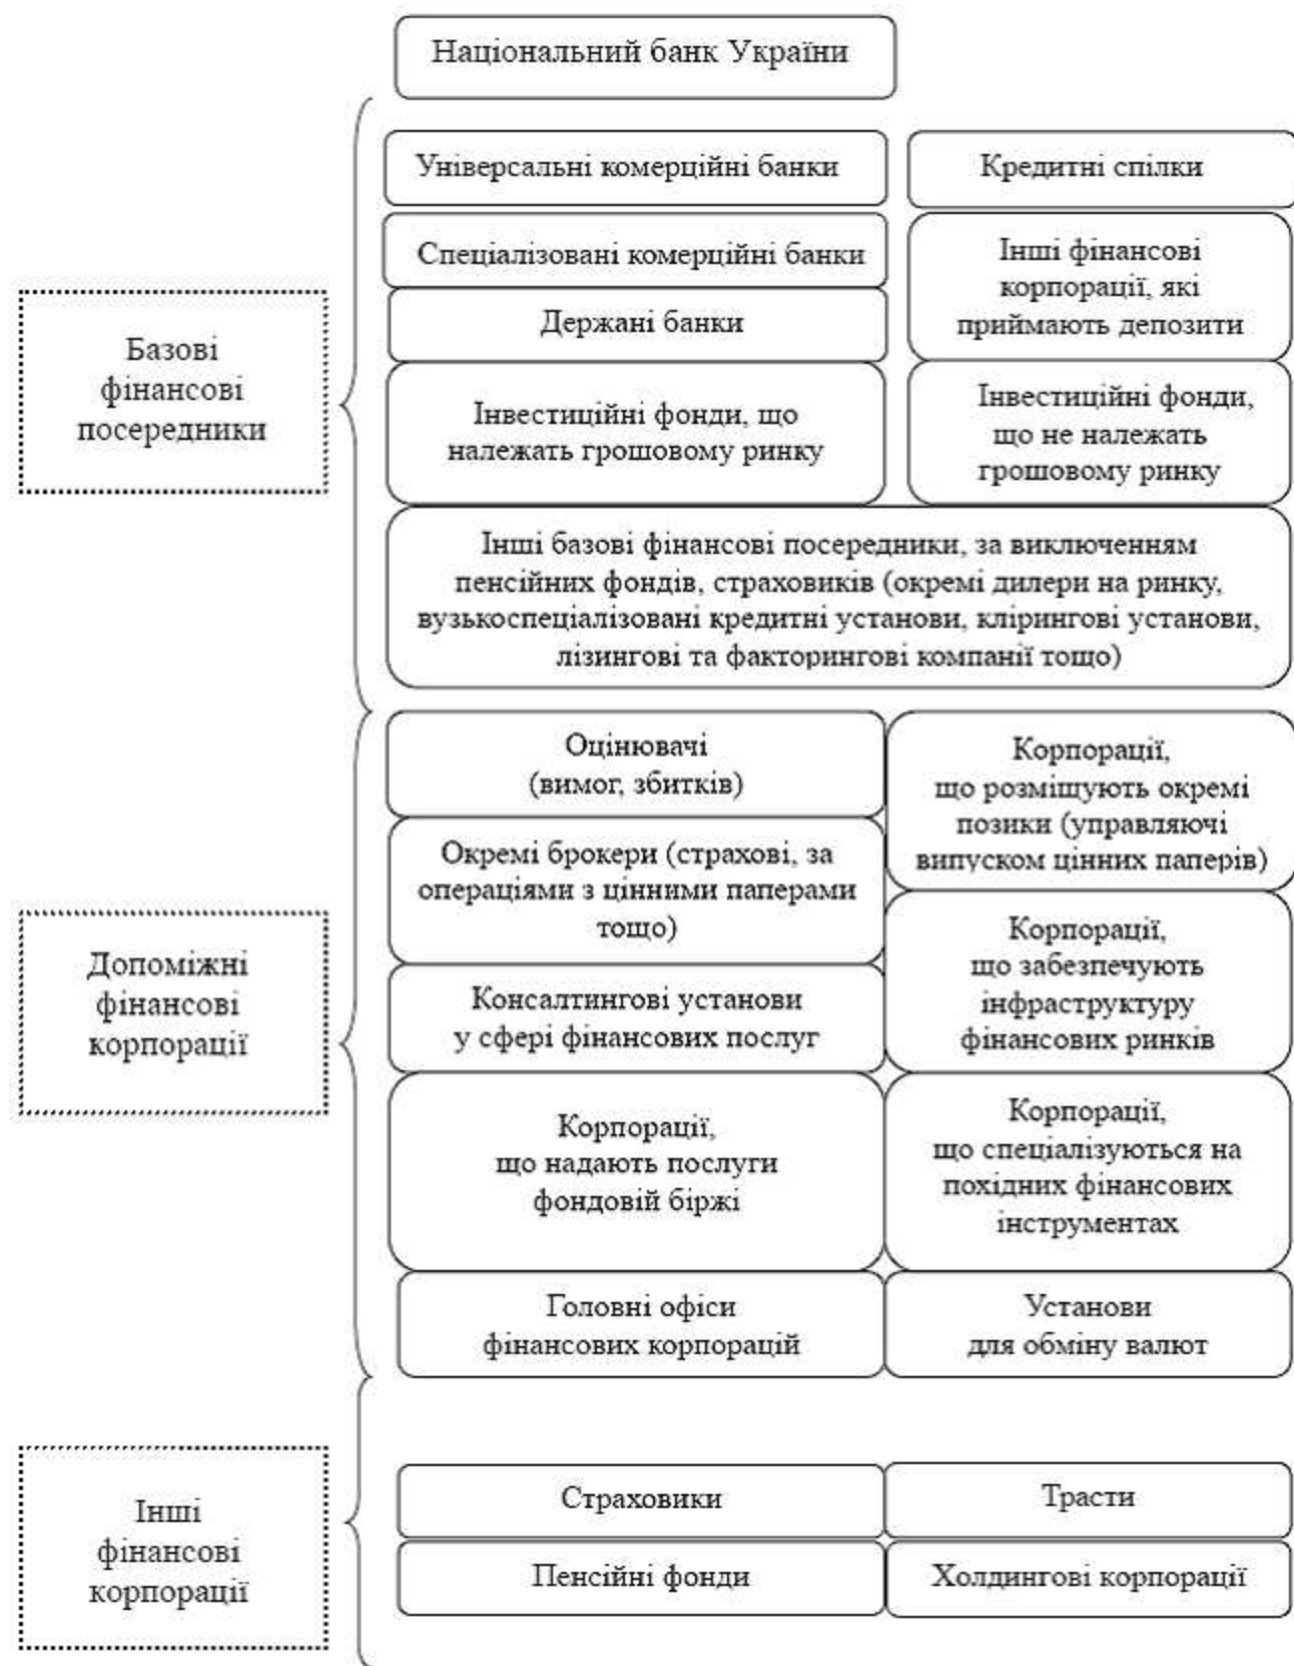 Національний банк України
Універсальні комерційні банки
Кредитні спілки
Спеціалізовані комерційні банки
Інші фінансові
корпорації, які
приймають депозити
Держані банки
Базові
фінансові
посередники
Інвестиційні фонди, що
належать грошовому ринку
Інвестиційні фонди,
що не належать
грошовому ринку
Інші базові фінансові посередники, за виключенням
пенсійних фондів, страховиків (окремі дилери на ринку,
вузькоспеціалізовані кредитні установи, клірингові установи,
лізингові та факторингові компанії тощо)
Оцінювачі
(вимог, збитків)
Корпорації,
що розміщують окремі
позики (управляючі
випуском цінних паперів)
Окремі брокери (страхові, за
операціями з цінними паперами
тощо)
Допоміжні
фінансові
корпорації
Корпорації,
що забезпечують
інфраструктуру
фінансових ринків
Консалтингові установи
у сфері фінансових послуг
Корпорації,
що надають послуги
фондовій біржі
Корпорації,
що спеціалізуються на
похідних фінансових
інструментах
Головні офіси
фінансових корпорацій
Установи
для обміну валют
Інші
фінансові
корпорації
Страховики
Трасти
Пенсійні фонди
Холдингові корпорації